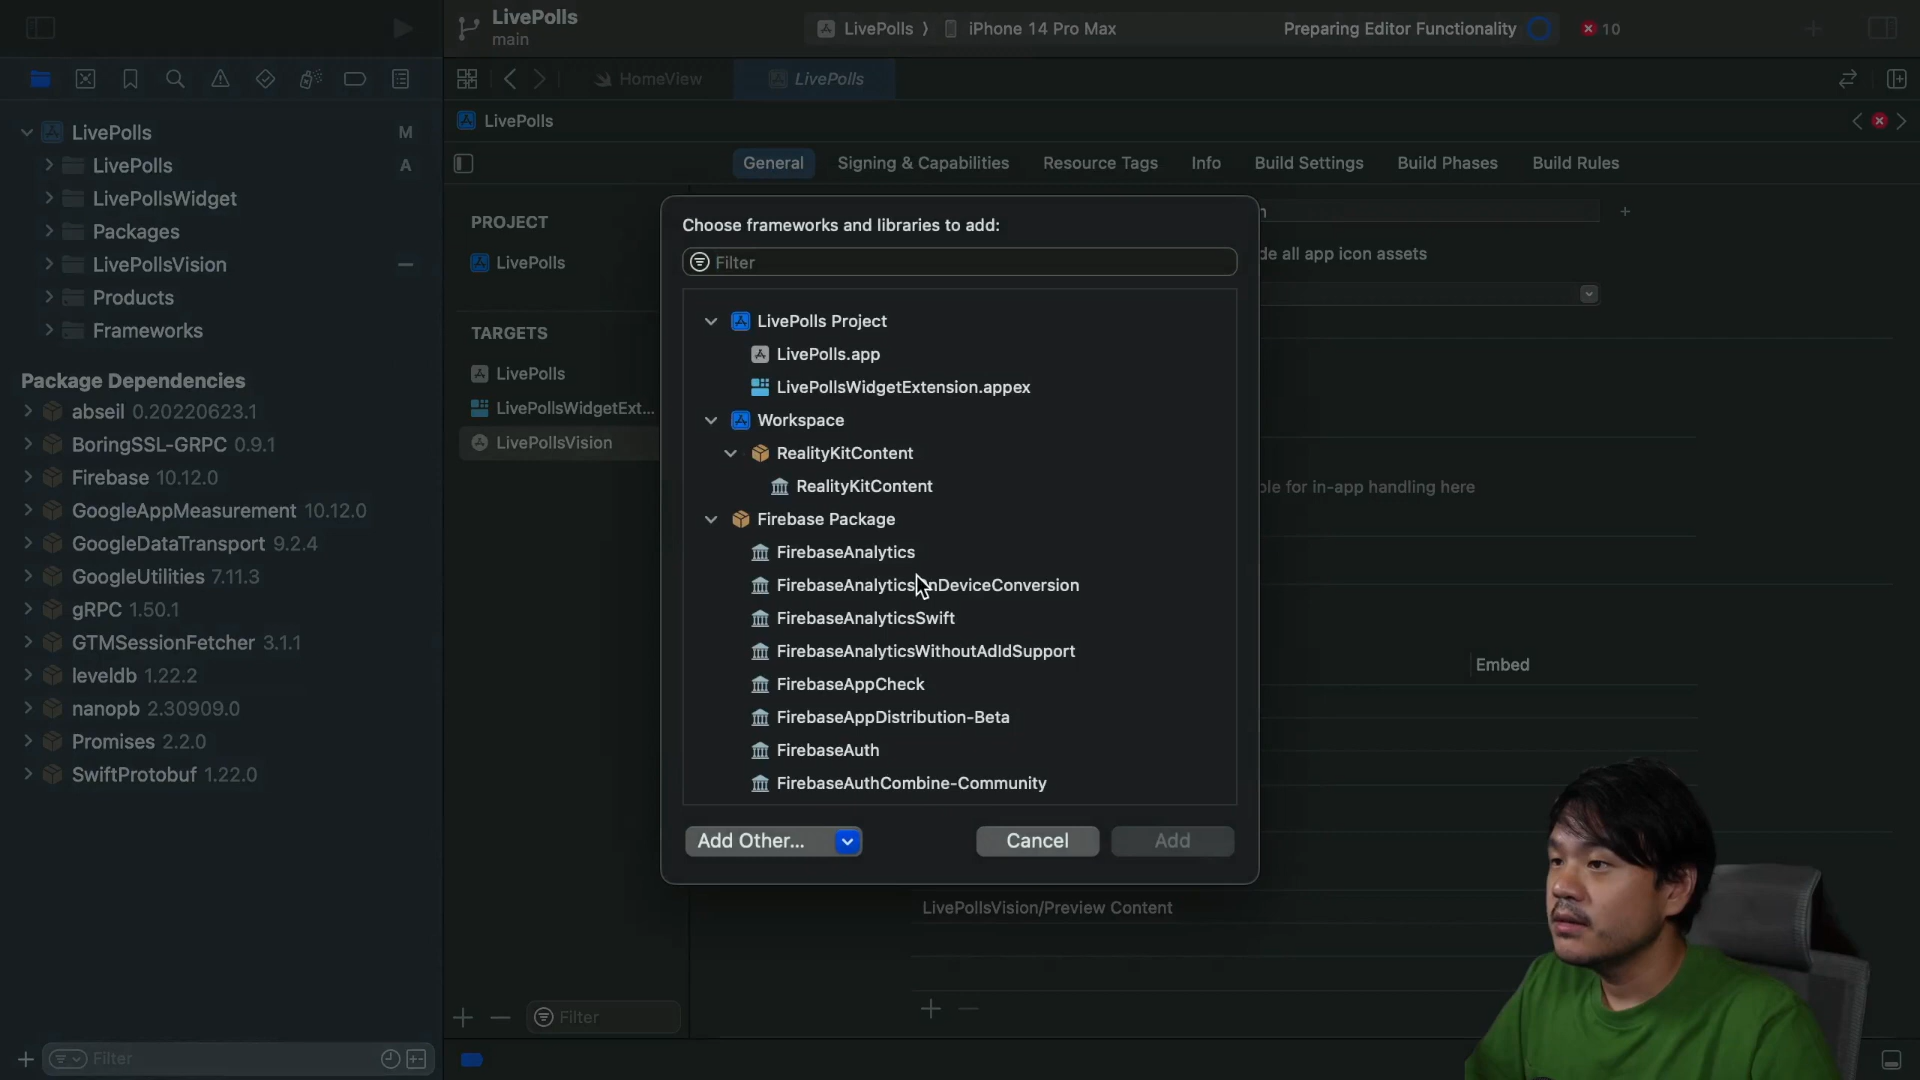 LivePolls
main
LivePolls
iPhone 14 Pro Max
Preparing Editor Functionality
10
HomeView
LivePolls
LivePolls
General
Signing & Capabilities
Resource Tags
Info
Build Settings
Build Phases
Build Rules
LivePolls
M
LivePolls
A
LivePollsWidget
Packages
LivePollsVision
Products
Frameworks
Package Dependencies
abseil 0.20220623.1
BoringSSL-GRPC 0.9.1
Firebase 10.12.0
GoogleAppMeasurement 10.12.0
GoogleDataTransport 9.2.4
GoogleUtilities 7.11.3
gRPC 1.50.1
GTMSessionFetcher 3.1.1
leveldb 1.22.2
nanopb 2.30909.0
Promises 2.2.0
SwiftProtobuf 1.22.0
Filter
PROJECT
LivePolls
TARGETS
LivePolls
LivePollsWidgetExt...
LivePollsVision
Filter
Choose frameworks and libraries to add:
Filter
LivePolls Project
LivePolls.app
LivePollsWidgetExtension.appex
Workspace
RealityKitContent
RealityKitContent
Firebase Package
FirebaseAnalytics
FirebaseAnalytics nDeviceConversion
FirebaseAnalyticsSwift
FirebaseAnalyticsWithoutAdIdSupport
FirebaseAppCheck
FirebaseAppDistribution-Beta
FirebaseAuth
FirebaseAuthCombine-Community
Add Other...
Cancel
Add
all app icon assets
for in-app handling here
Embed
LivePollsVision/Preview Content